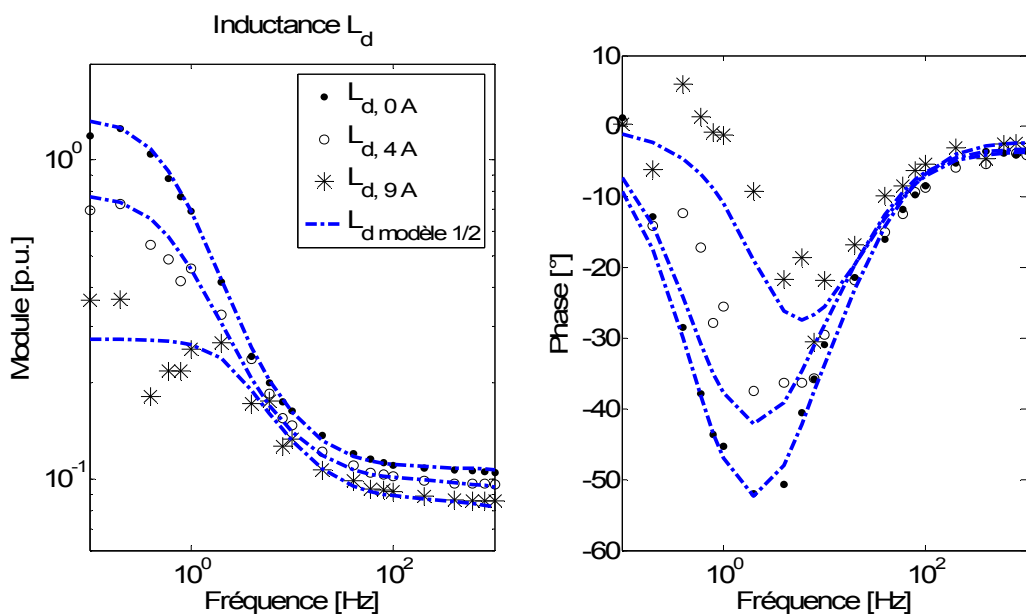 Inductance L_d
Module [p.u.]
10^0
10^-1
10^0
10^2
Fréquence [Hz]
L_d, 0 A
L_d, 4 A
L_d, 9 A
L_d modèle 1/2
Phase [°]
10
0
-10
-20
-30
-40
-50
-60
10^0
10^2
Fréquence [Hz]